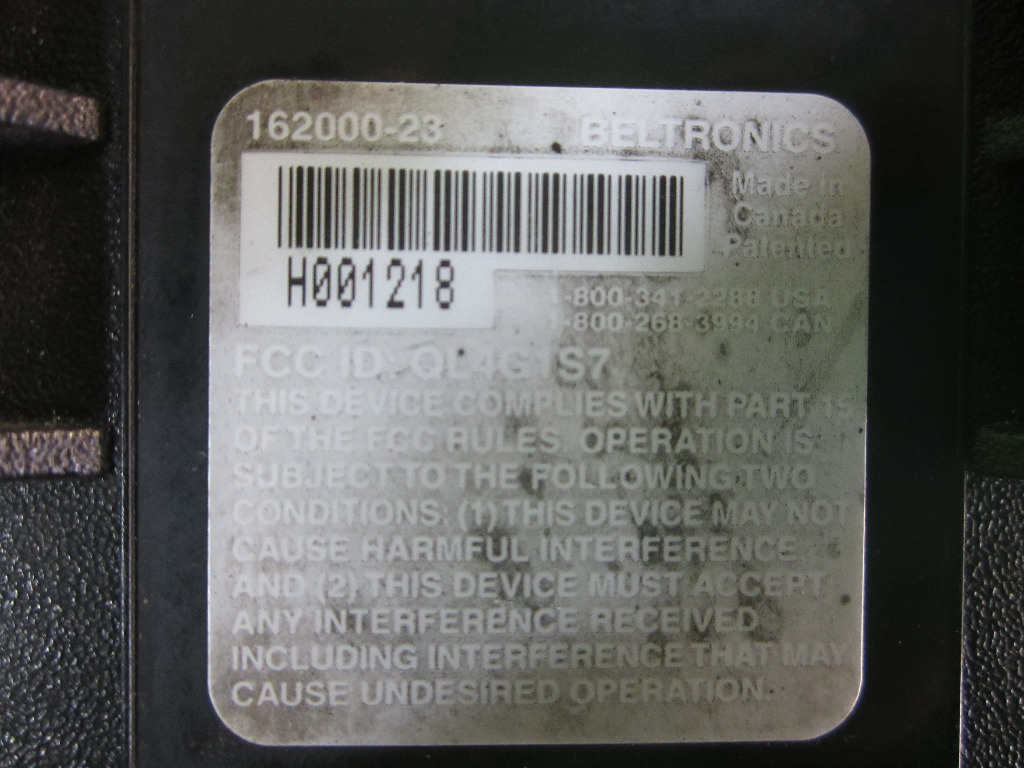 162000-23 BELTRONICS
Made in
Canada
Patented
H001218
1-800-341-2288 USA
1-800-268-3994 CAN
FCC ID: QL4G1S7
THIS DEVICE COMPLIES WITH PART 15
OF THE FCC RULES. OPERATION IS
SUBJECT TO THE FOLLOWING TWO
CONDITIONS: (1) THIS DEVICE MAY NOT
CAUSE HARMFUL INTERFERENCE
AND (2) THIS DEVICE MUST ACCEPT
ANY INTERFERENCE RECEIVED
INCLUDING INTERFERENCE THAT MAY
CAUSE UNDESIRED OPERATION.